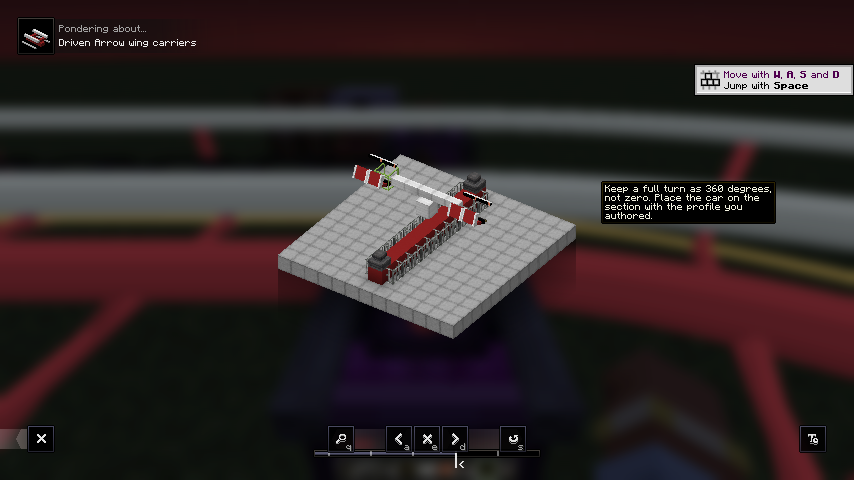 Pondering about...
Driven Arrow wing carriers
Move with W, A, S and D
Jump with Space
Keep a full turn as 360 degrees,
not zero. Place the car on the
section with the profile you
authored.
q
a
e
d
s